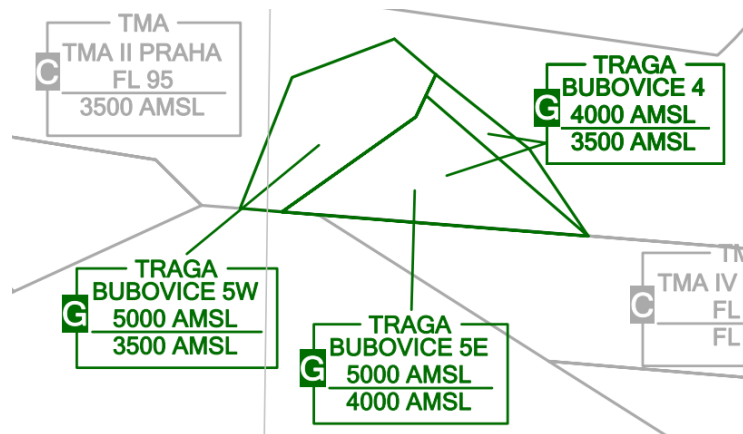 TMA
TMA II PRAHA
C
FL 95
3500 AMSL
TRAGA
BUBOVICE 4
G
4000 AMSL
3500 AMSL
TRAGA
BUBOVICE 5W
G
5000 AMSL
3500 AMSL
TRAGA
BUBOVICE 5E
G
5000 AMSL
4000 AMSL
TMA IV
C
FL
FL